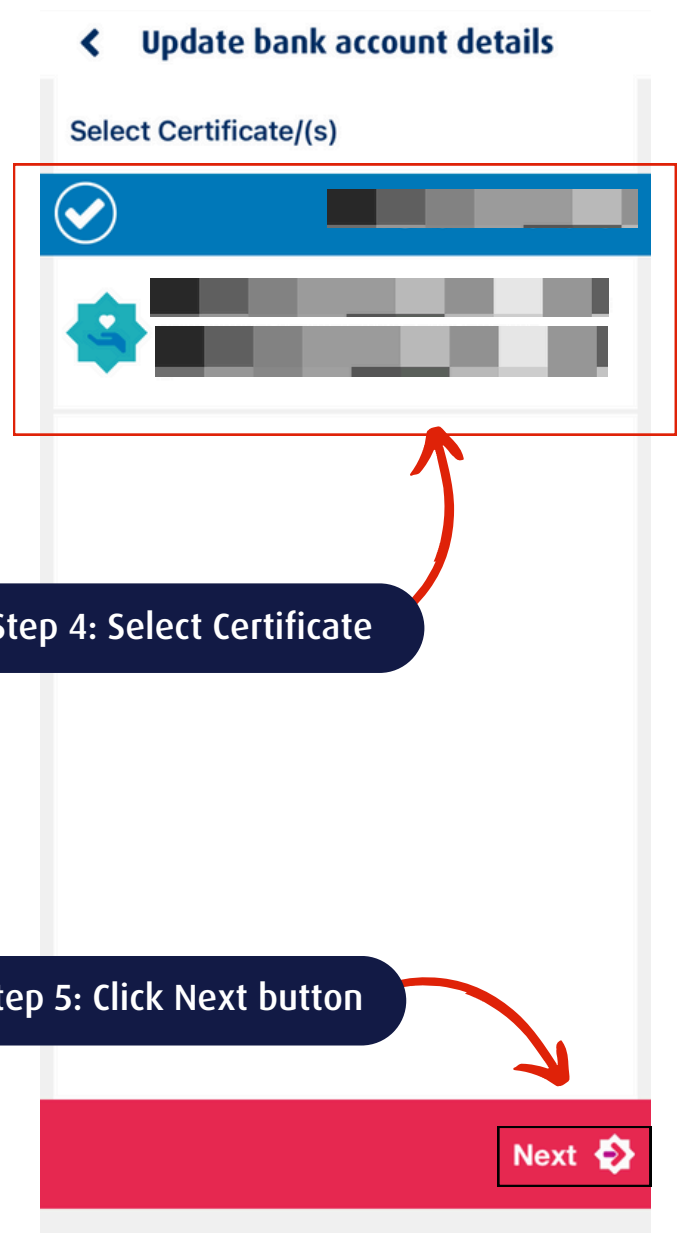 Update bank account details
Select Certificate/(s)
Step 4: Select Certificate
tep 5: Click Next button
Next